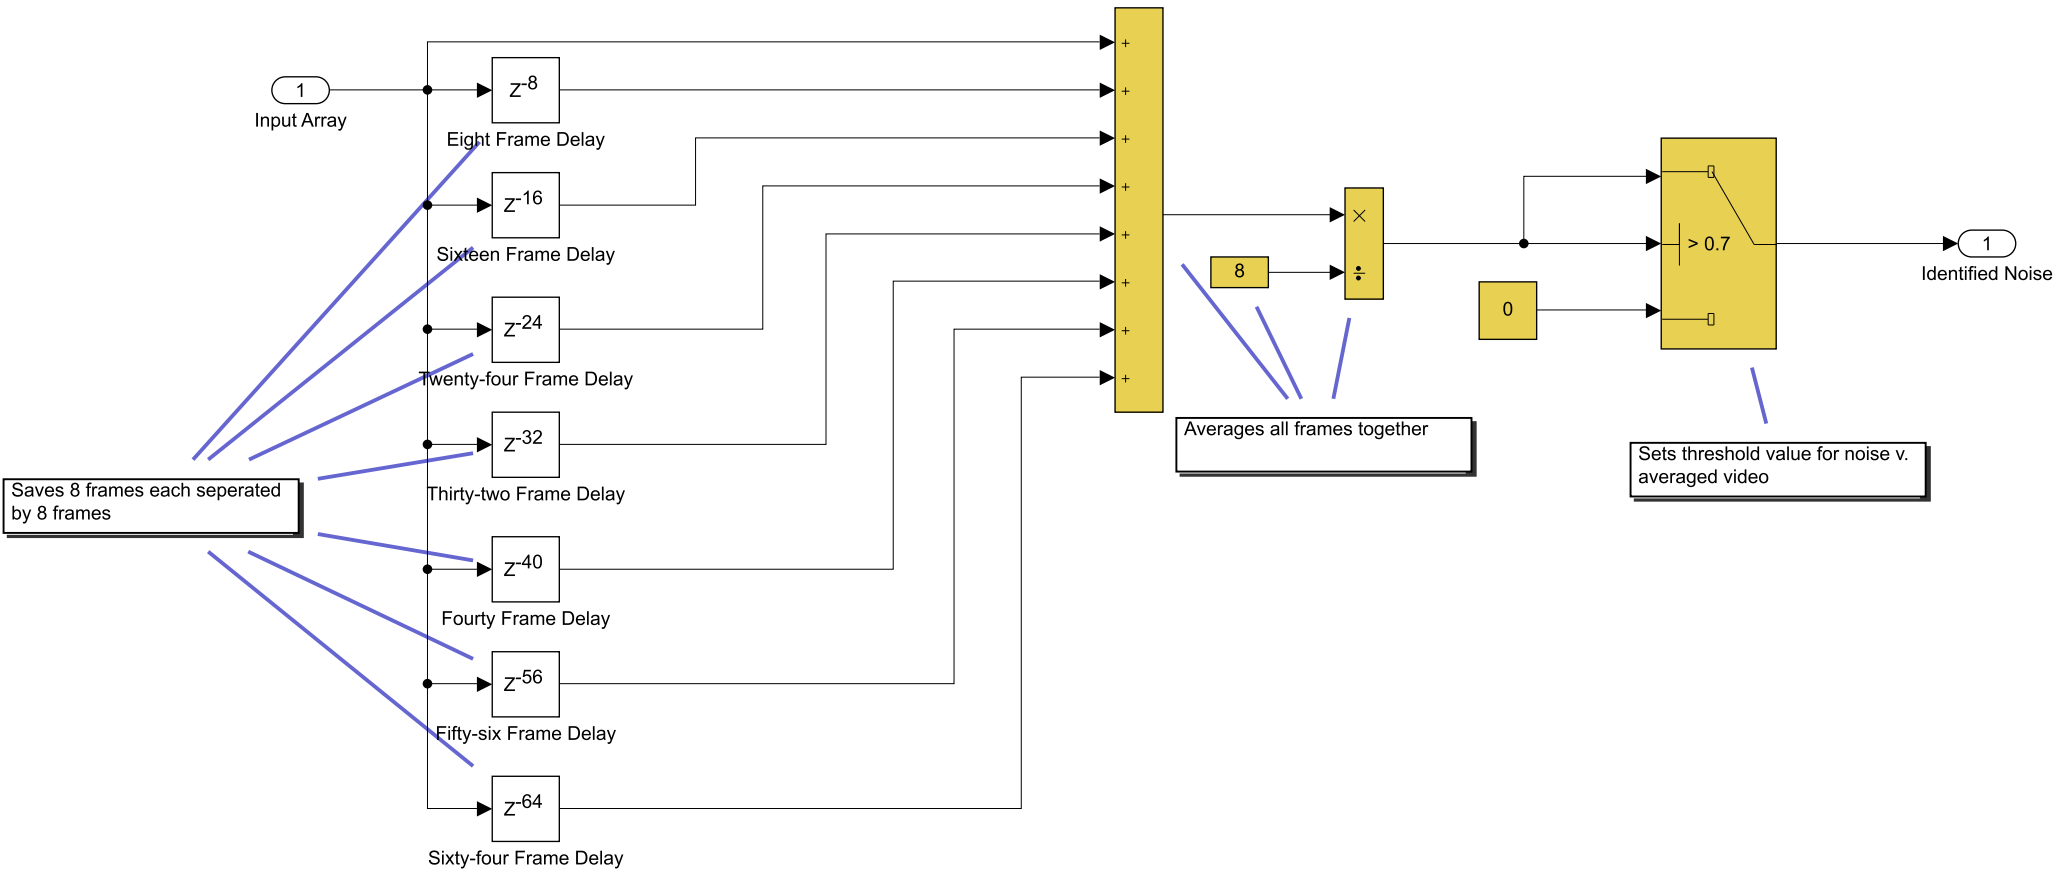 1
Input Array
Z-8
Eight Frame Delay
Z-16
Sixteen Frame Delay
Z-24
Twenty-four Frame Delay
Z-32
Thirty-two Frame Delay
Z-40
Fourty Frame Delay
Z-56
Fifty-six Frame Delay
Z-64
Sixty-four Frame Delay
Saves 8 frames each seperated
by 8 frames
+
+
+
+
+
+
+
+
×
÷
8
Averages all frames together
0
> 0.7
Sets threshold value for noise v.
averaged video
1
Identified Noise